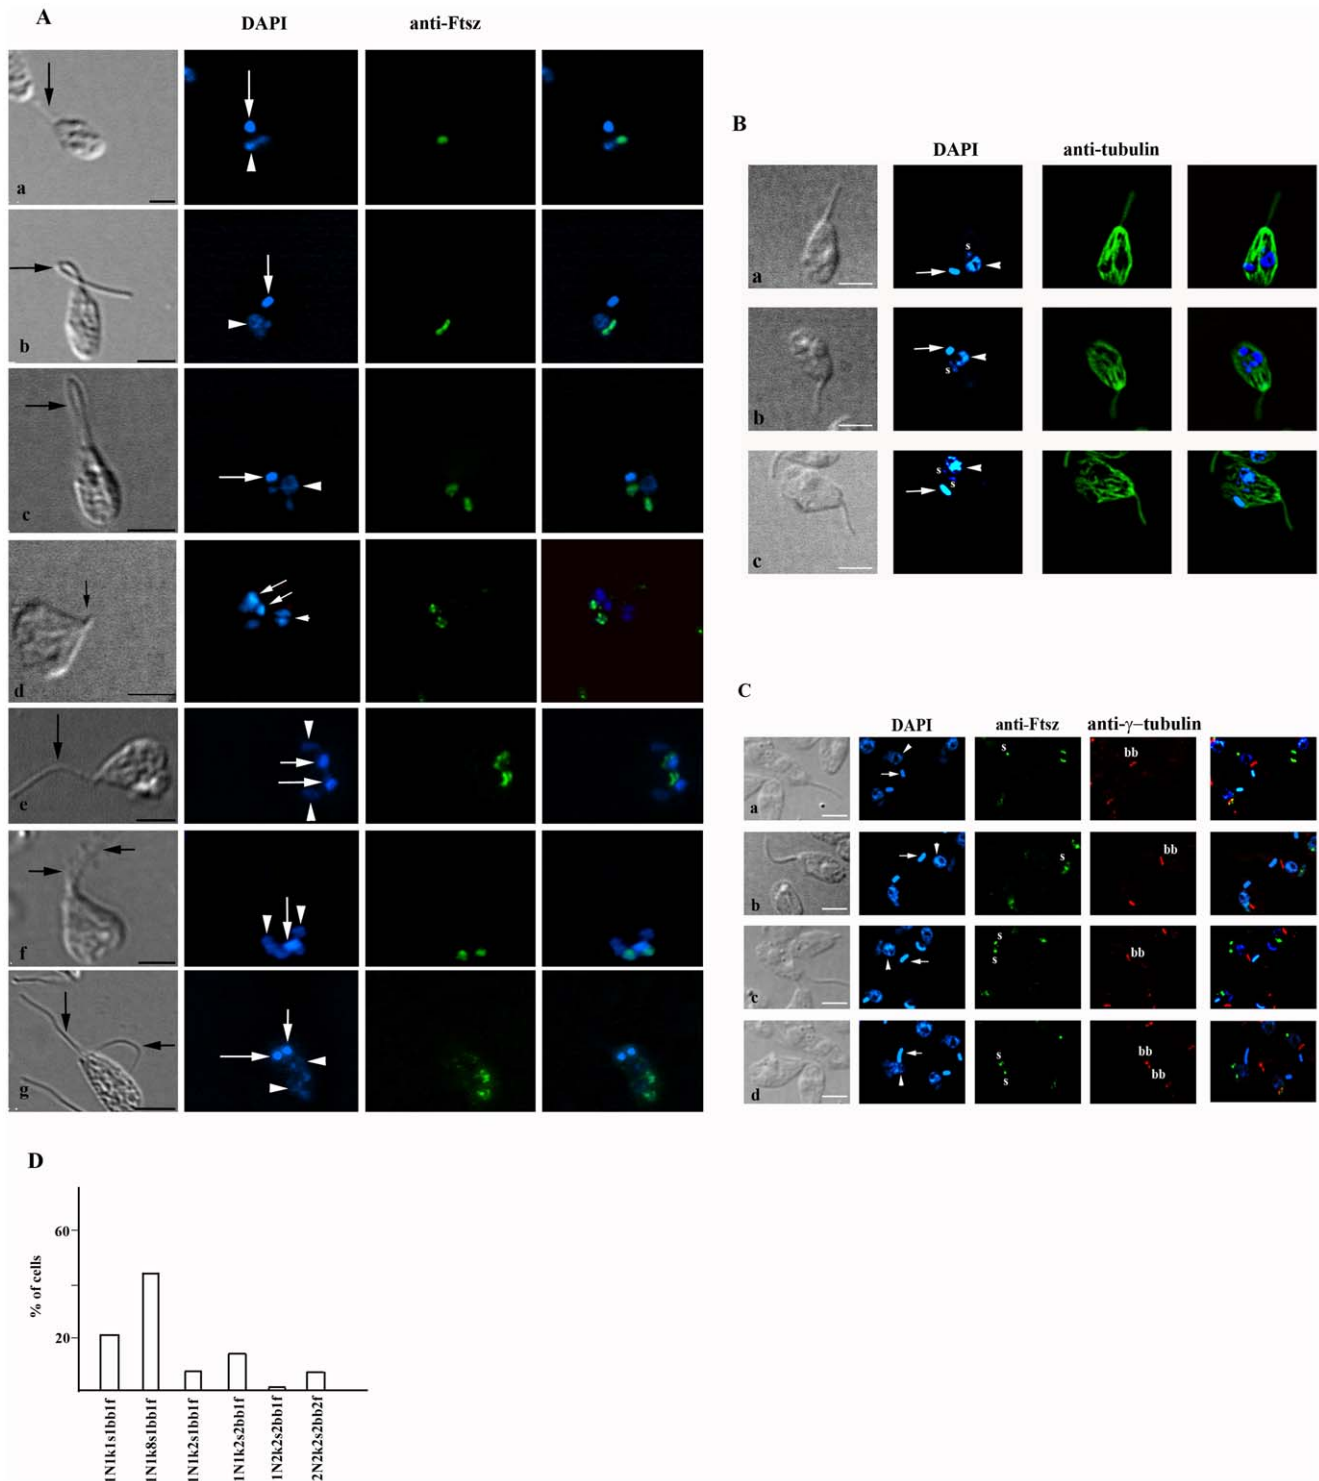 A
DAPI anti-Ftsz
a
b
c
d
e
f
g
B
DAPI anti-tubulin
a s
b s
c s s
C
DAPI anti-Ftsz anti-γ-tubulin
a s bb
b s bb
c s s bb
d s s bb bb
D
% of cells
60
20
1N1k1s1bb1f
1N1k8s1bb1f
1N1k2s1bb1f
1N1k2s2bb1f
1N2k2s2bb1f
2N2k2s2bb2f